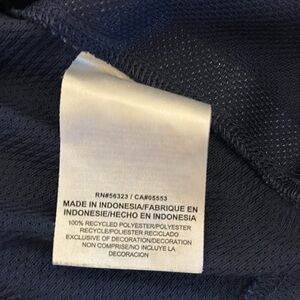 RN#56323 / CA#05553
MADE IN INDONESIA/FABRIQUE EN
INDONESIE/HECHO EN INDONESIA
100% RECYCLED POLYESTER/POLYESTER
RECYCLE/POLIESTER RECICLADO
EXCLUSIVE OF DECORATION/DECORATION
NON COMPRISE/NO INCLUYE LA
DECORACION